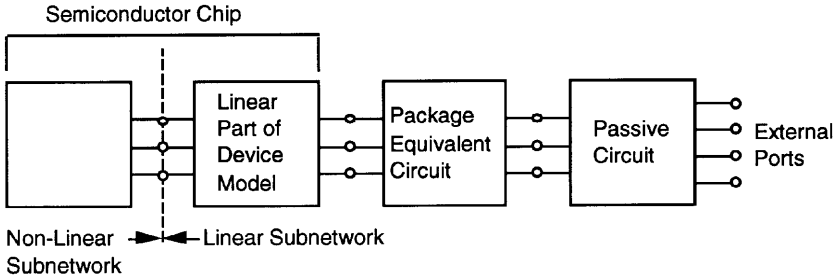 Semiconductor Chip
Linear
Part of
Device
Model
Package
Equivalent
Circuit
Passive
Circuit
External
Ports
Non-Linear
Subnetwork
Linear Subnetwork